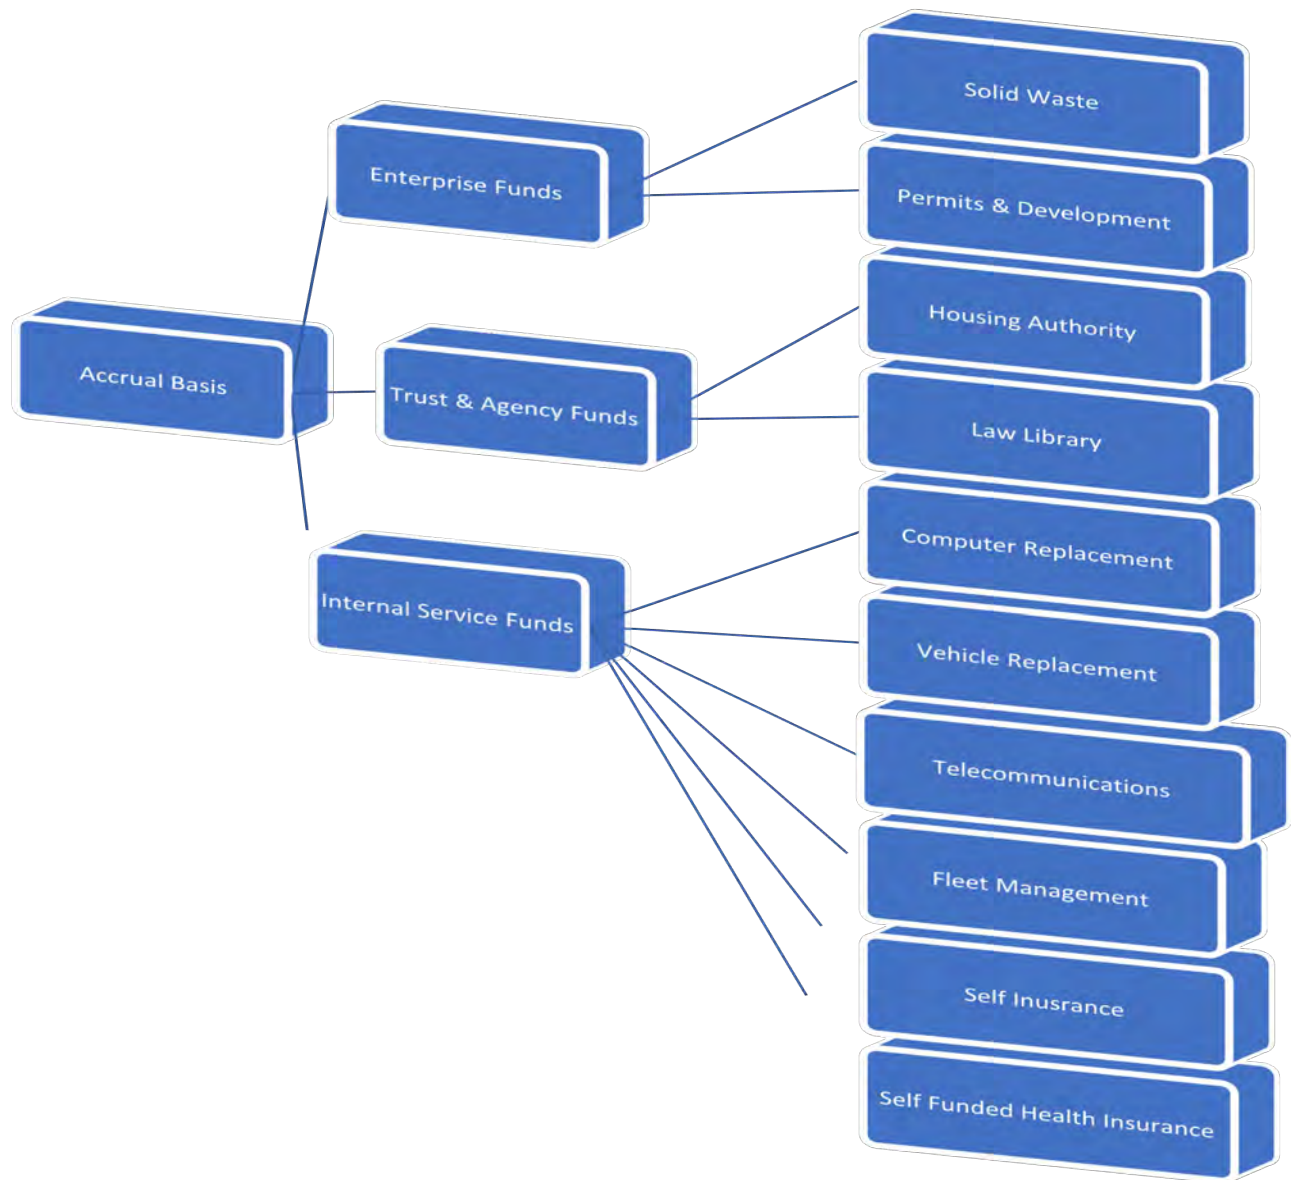 Accrual Basis
Enterprise Funds
Trust & Agency Funds
Internal Service Funds
Solid Waste
Permits & Development
Housing Authority
Law Library
Computer Replacement
Vehicle Replacement
Telecommunications
Fleet Management
Self Inusrance
Self Funded Health Insurance